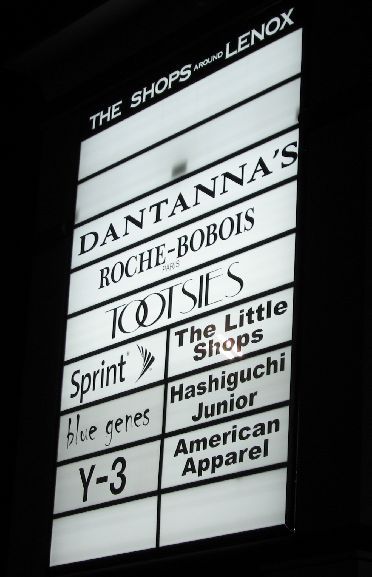 THE SHOPS AROUND LENOX
DANTANNA'S
ROCHE-BOBOIS
PARIS
TOOTSIES
Sprint
The Little
Shops
blue genes
Hashiguchi
Junior
Y-3
American
Apparel